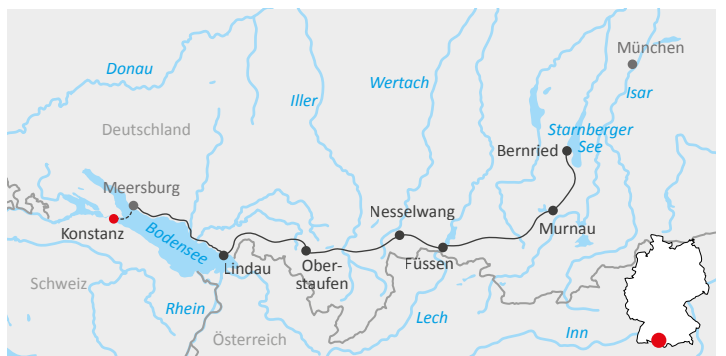 München
Donau
Wertach
Iller
Isar
Deutschland
Starnberger
See
Bernried
Meersburg
Nesselwang
Konstanz
Bodensee
Murnau
Lindau
Ober-
staufen
Füssen
Schweiz
Rhein
Lech
Inn
Österreich